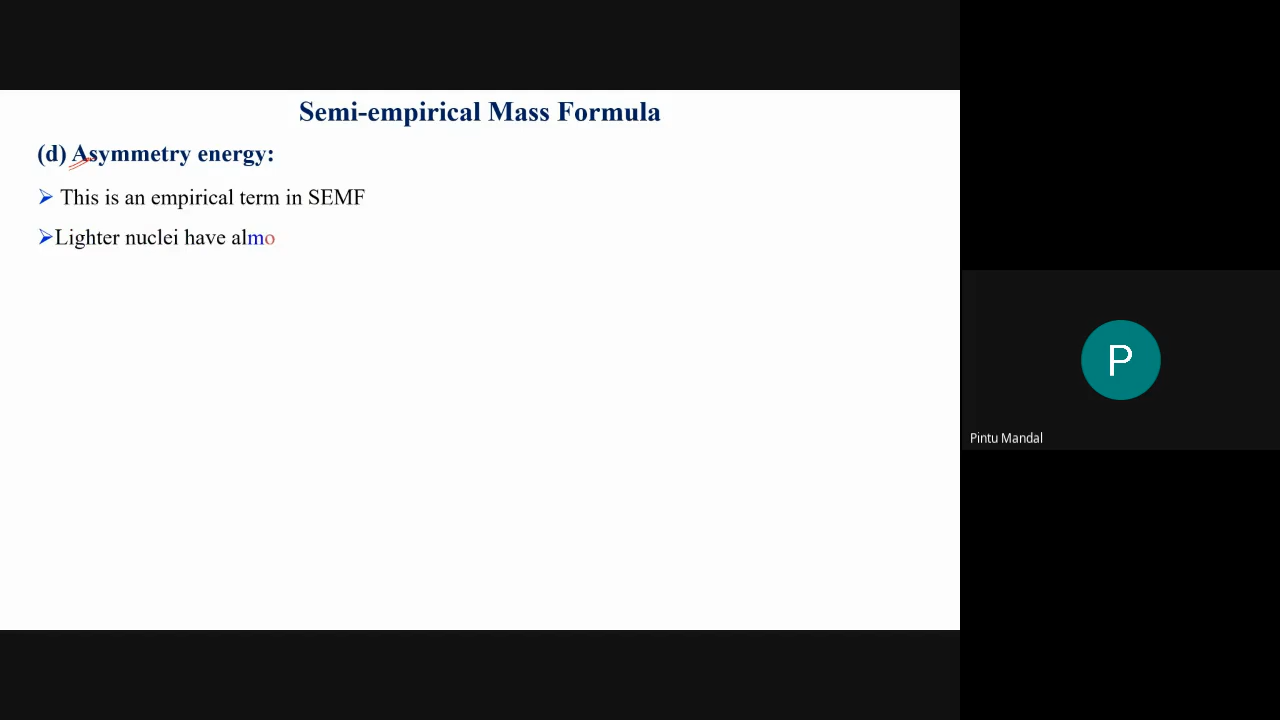 Semi-empirical Mass Formula
(d) Asymmetry energy:
➢ This is an empirical term in SEMF
➢Lighter nuclei have almo
P
Pintu Mandal